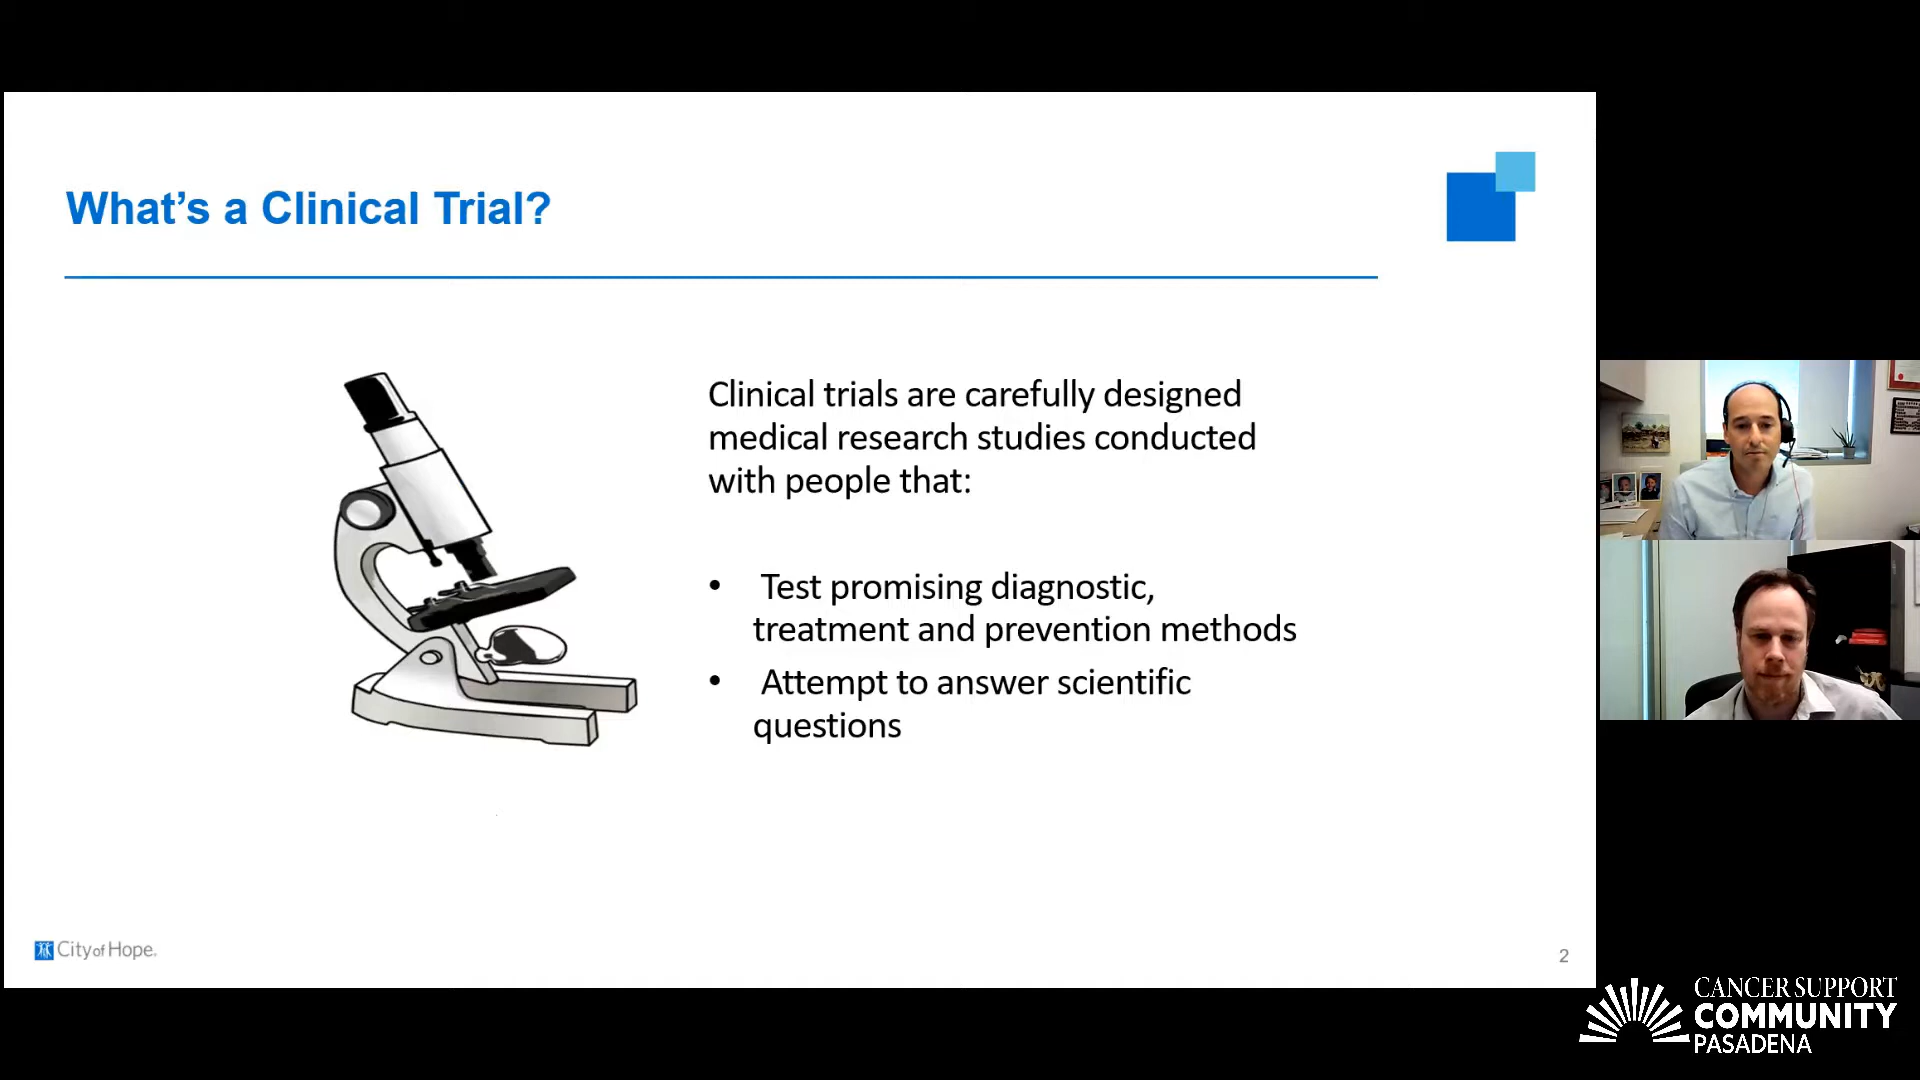 What’s a Clinical Trial?
Clinical trials are carefully designed
medical research studies conducted
with people that:
• Test promising diagnostic,
treatment and prevention methods
• Attempt to answer scientific
questions
City of Hope.
2
CANCER SUPPORT
COMMUNITY
PASADENA